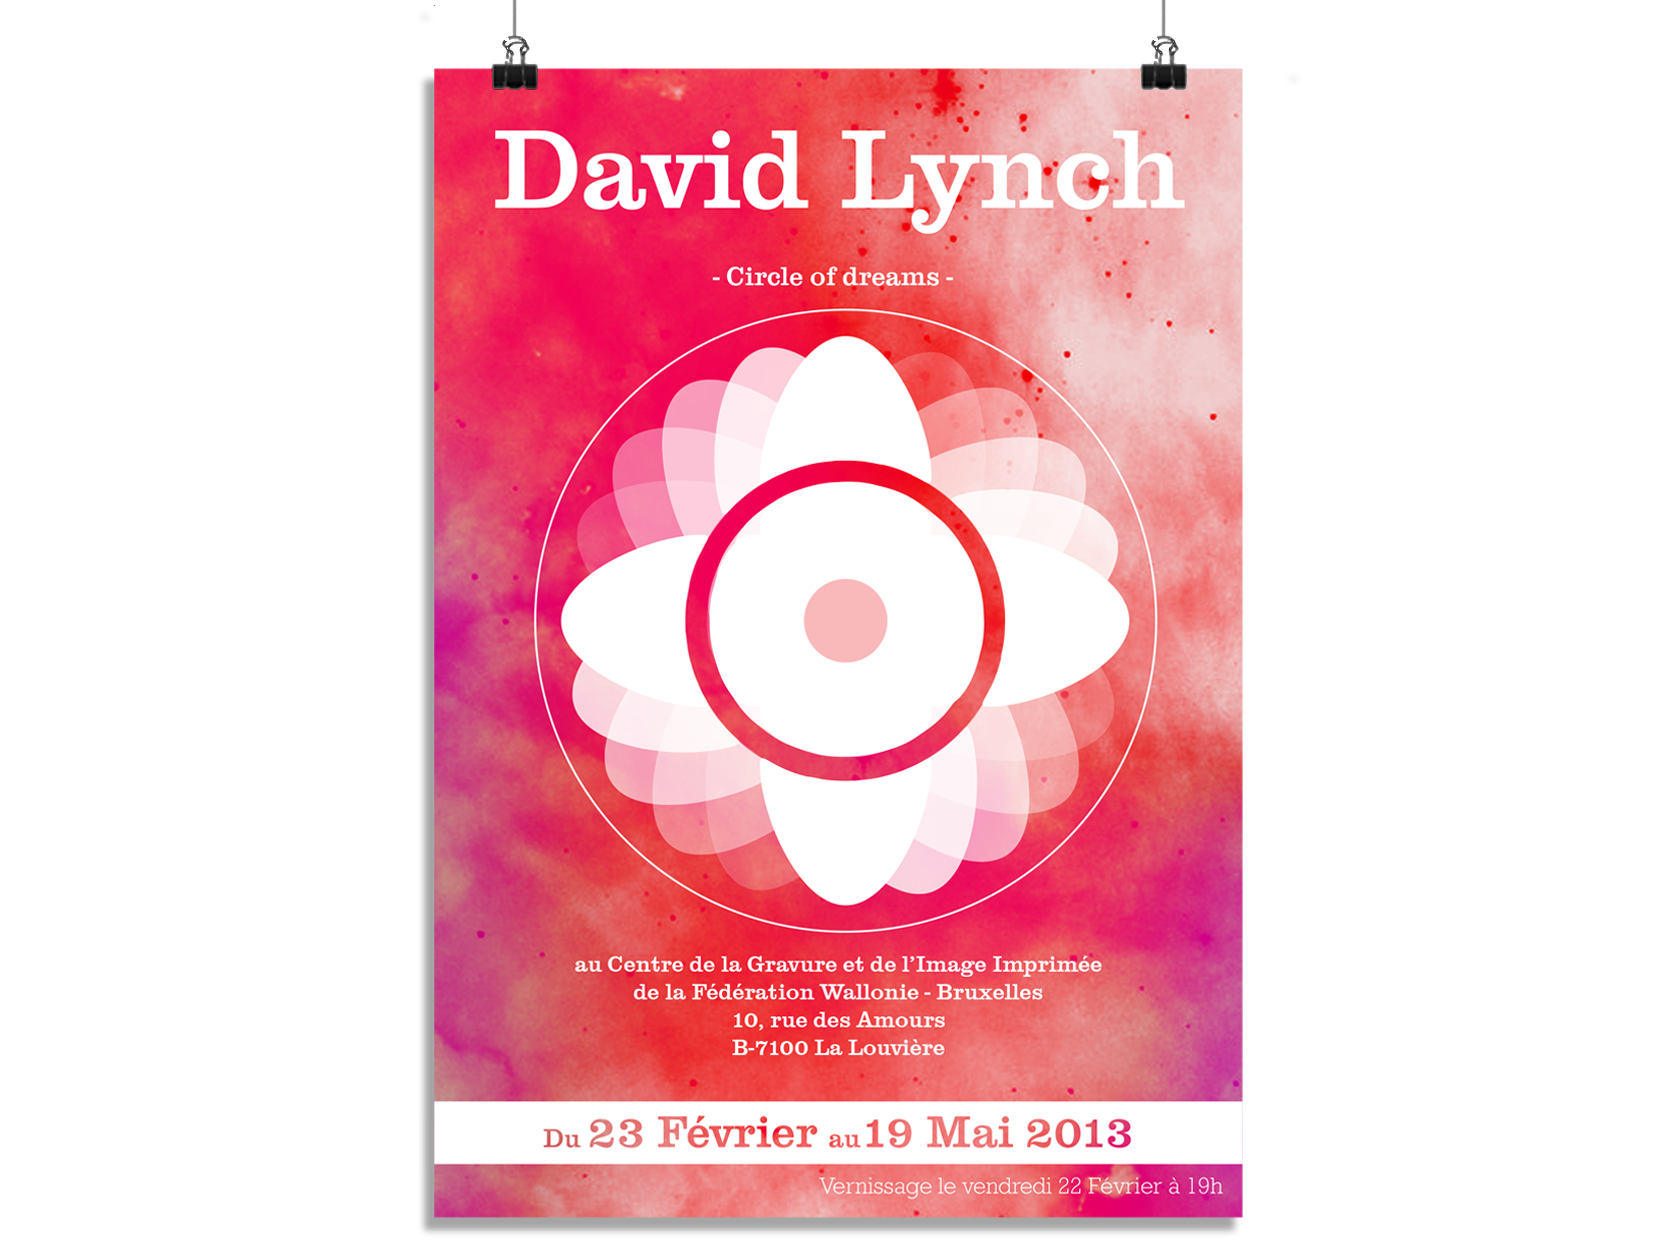 David Lynch
- Circle of dreams -
au Centre de la Gravure et de l'Image Imprimée
de la Fédération Wallonie - Bruxelles
10, rue des Amours
B-7100 La Louvière
Du 23 Février au 19 Mai 2013
Vernissage le vendredi 22 Février à 19h